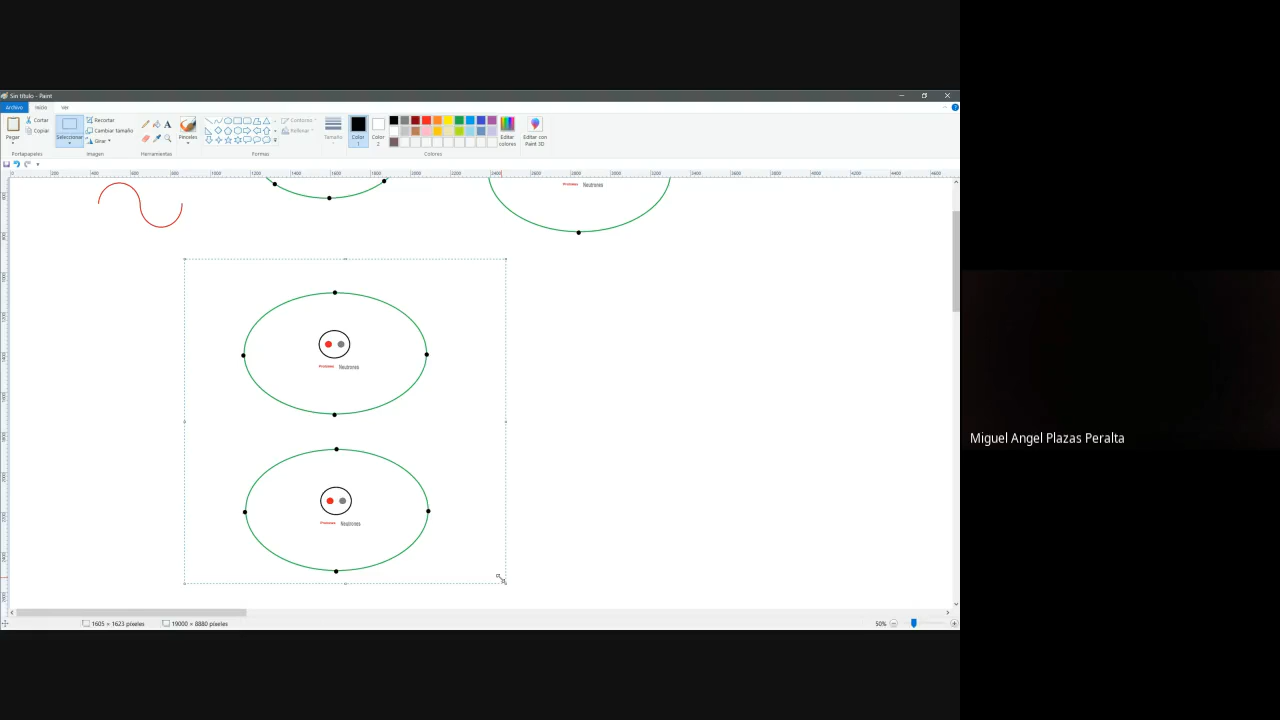 Sin título - Paint
Archivo Inicio Ver
Pegar
Cortar
Copiar
Portapapeles
Seleccionar
Recortar
Cambiar tamaño
Girar
Imagen
Herramientas
Pinceles
Contorno
Rellenar
Formas
Tamaño
Color 1
Color 2
Colores
Editar colores
Editar con Paint 3D
Protones Neutrones
Protones Neutrones
Protones Neutrones
Miguel Angel Plazas Peralta
1605 × 1623 píxeles
19000 × 8880 píxeles
50%